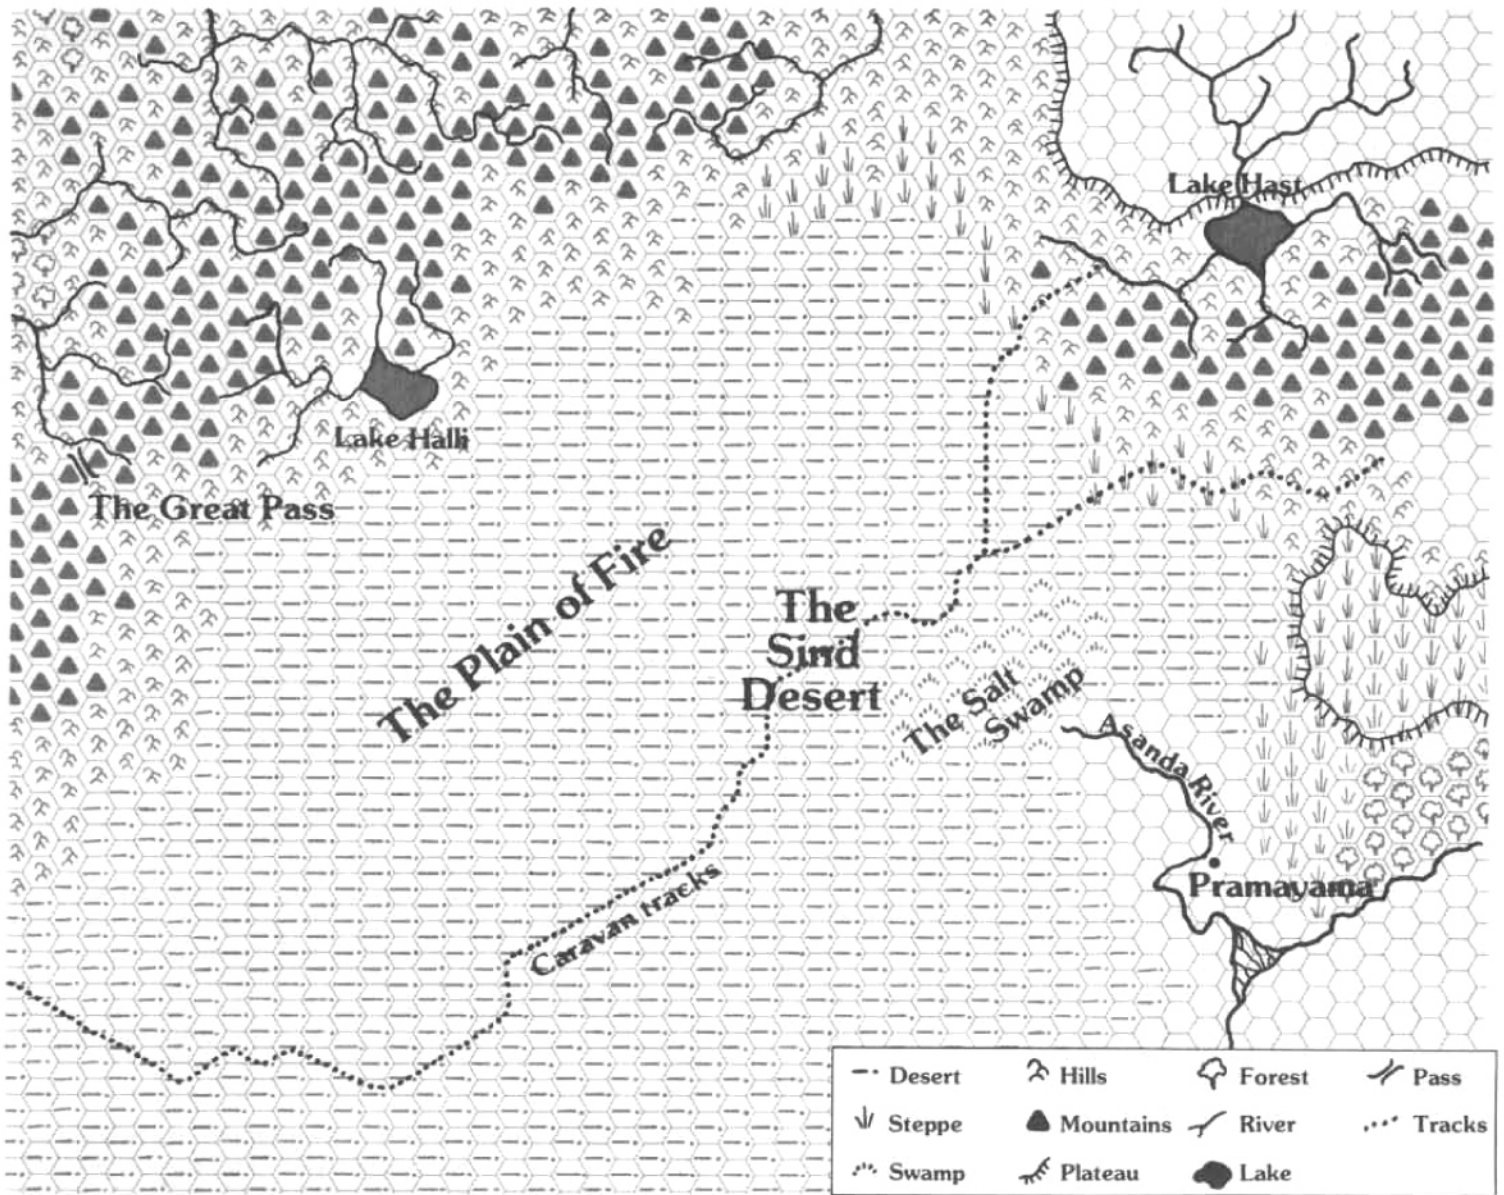 Lake Hast
Lake Halli
The Great Pass
The Plain of Fire
The
Sind
Desert
The Salt
Swamp
Asanda River
Pramayama
Caravan tracks
Desert Hills Forest Pass
Steppe Mountains River Tracks
Swamp Plateau Lake